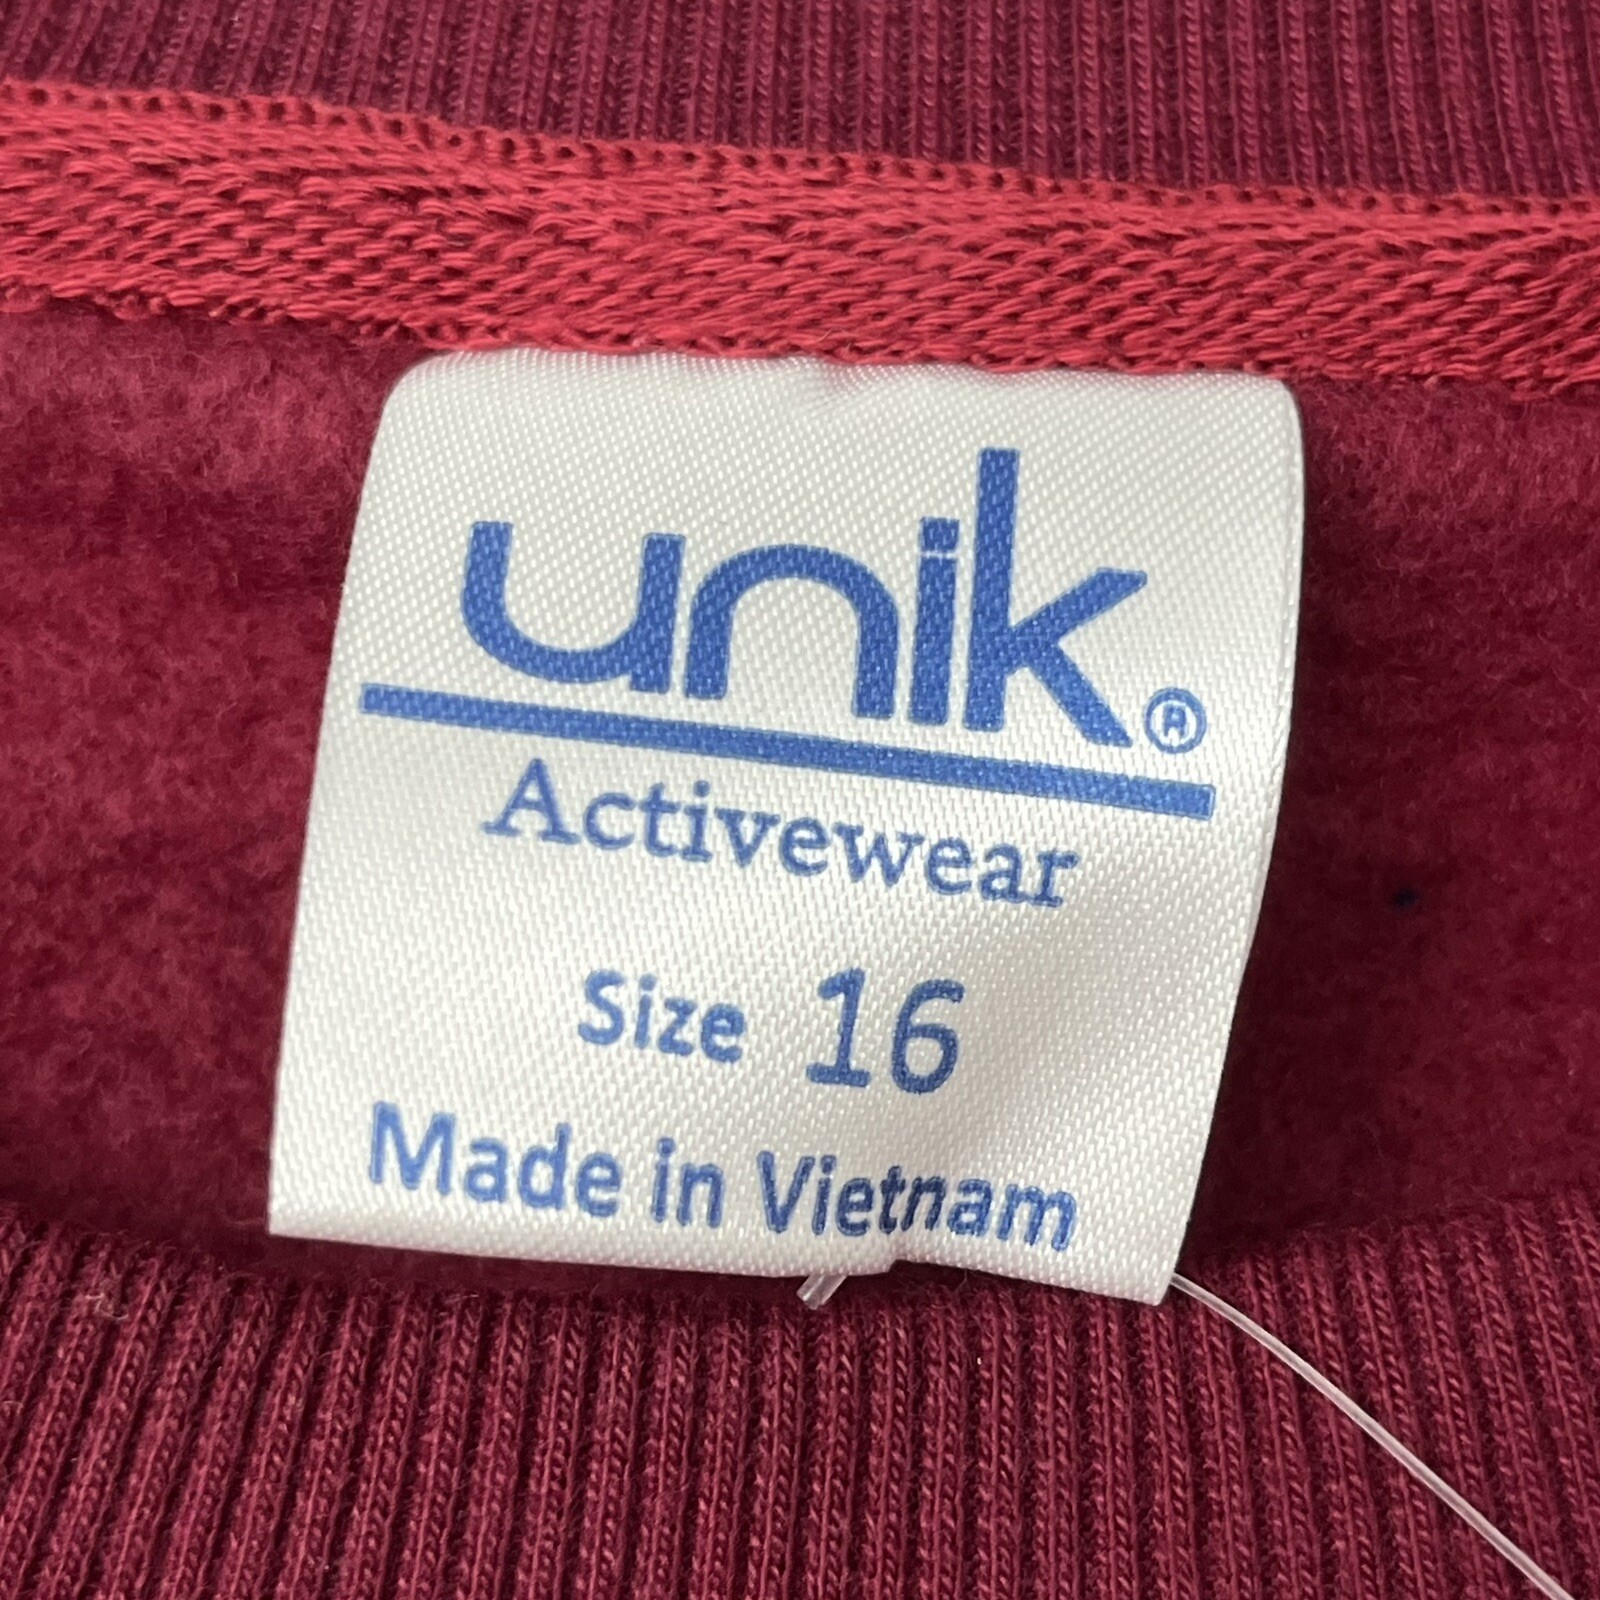 unik®
Activewear
Size 16
Made in Vietnam